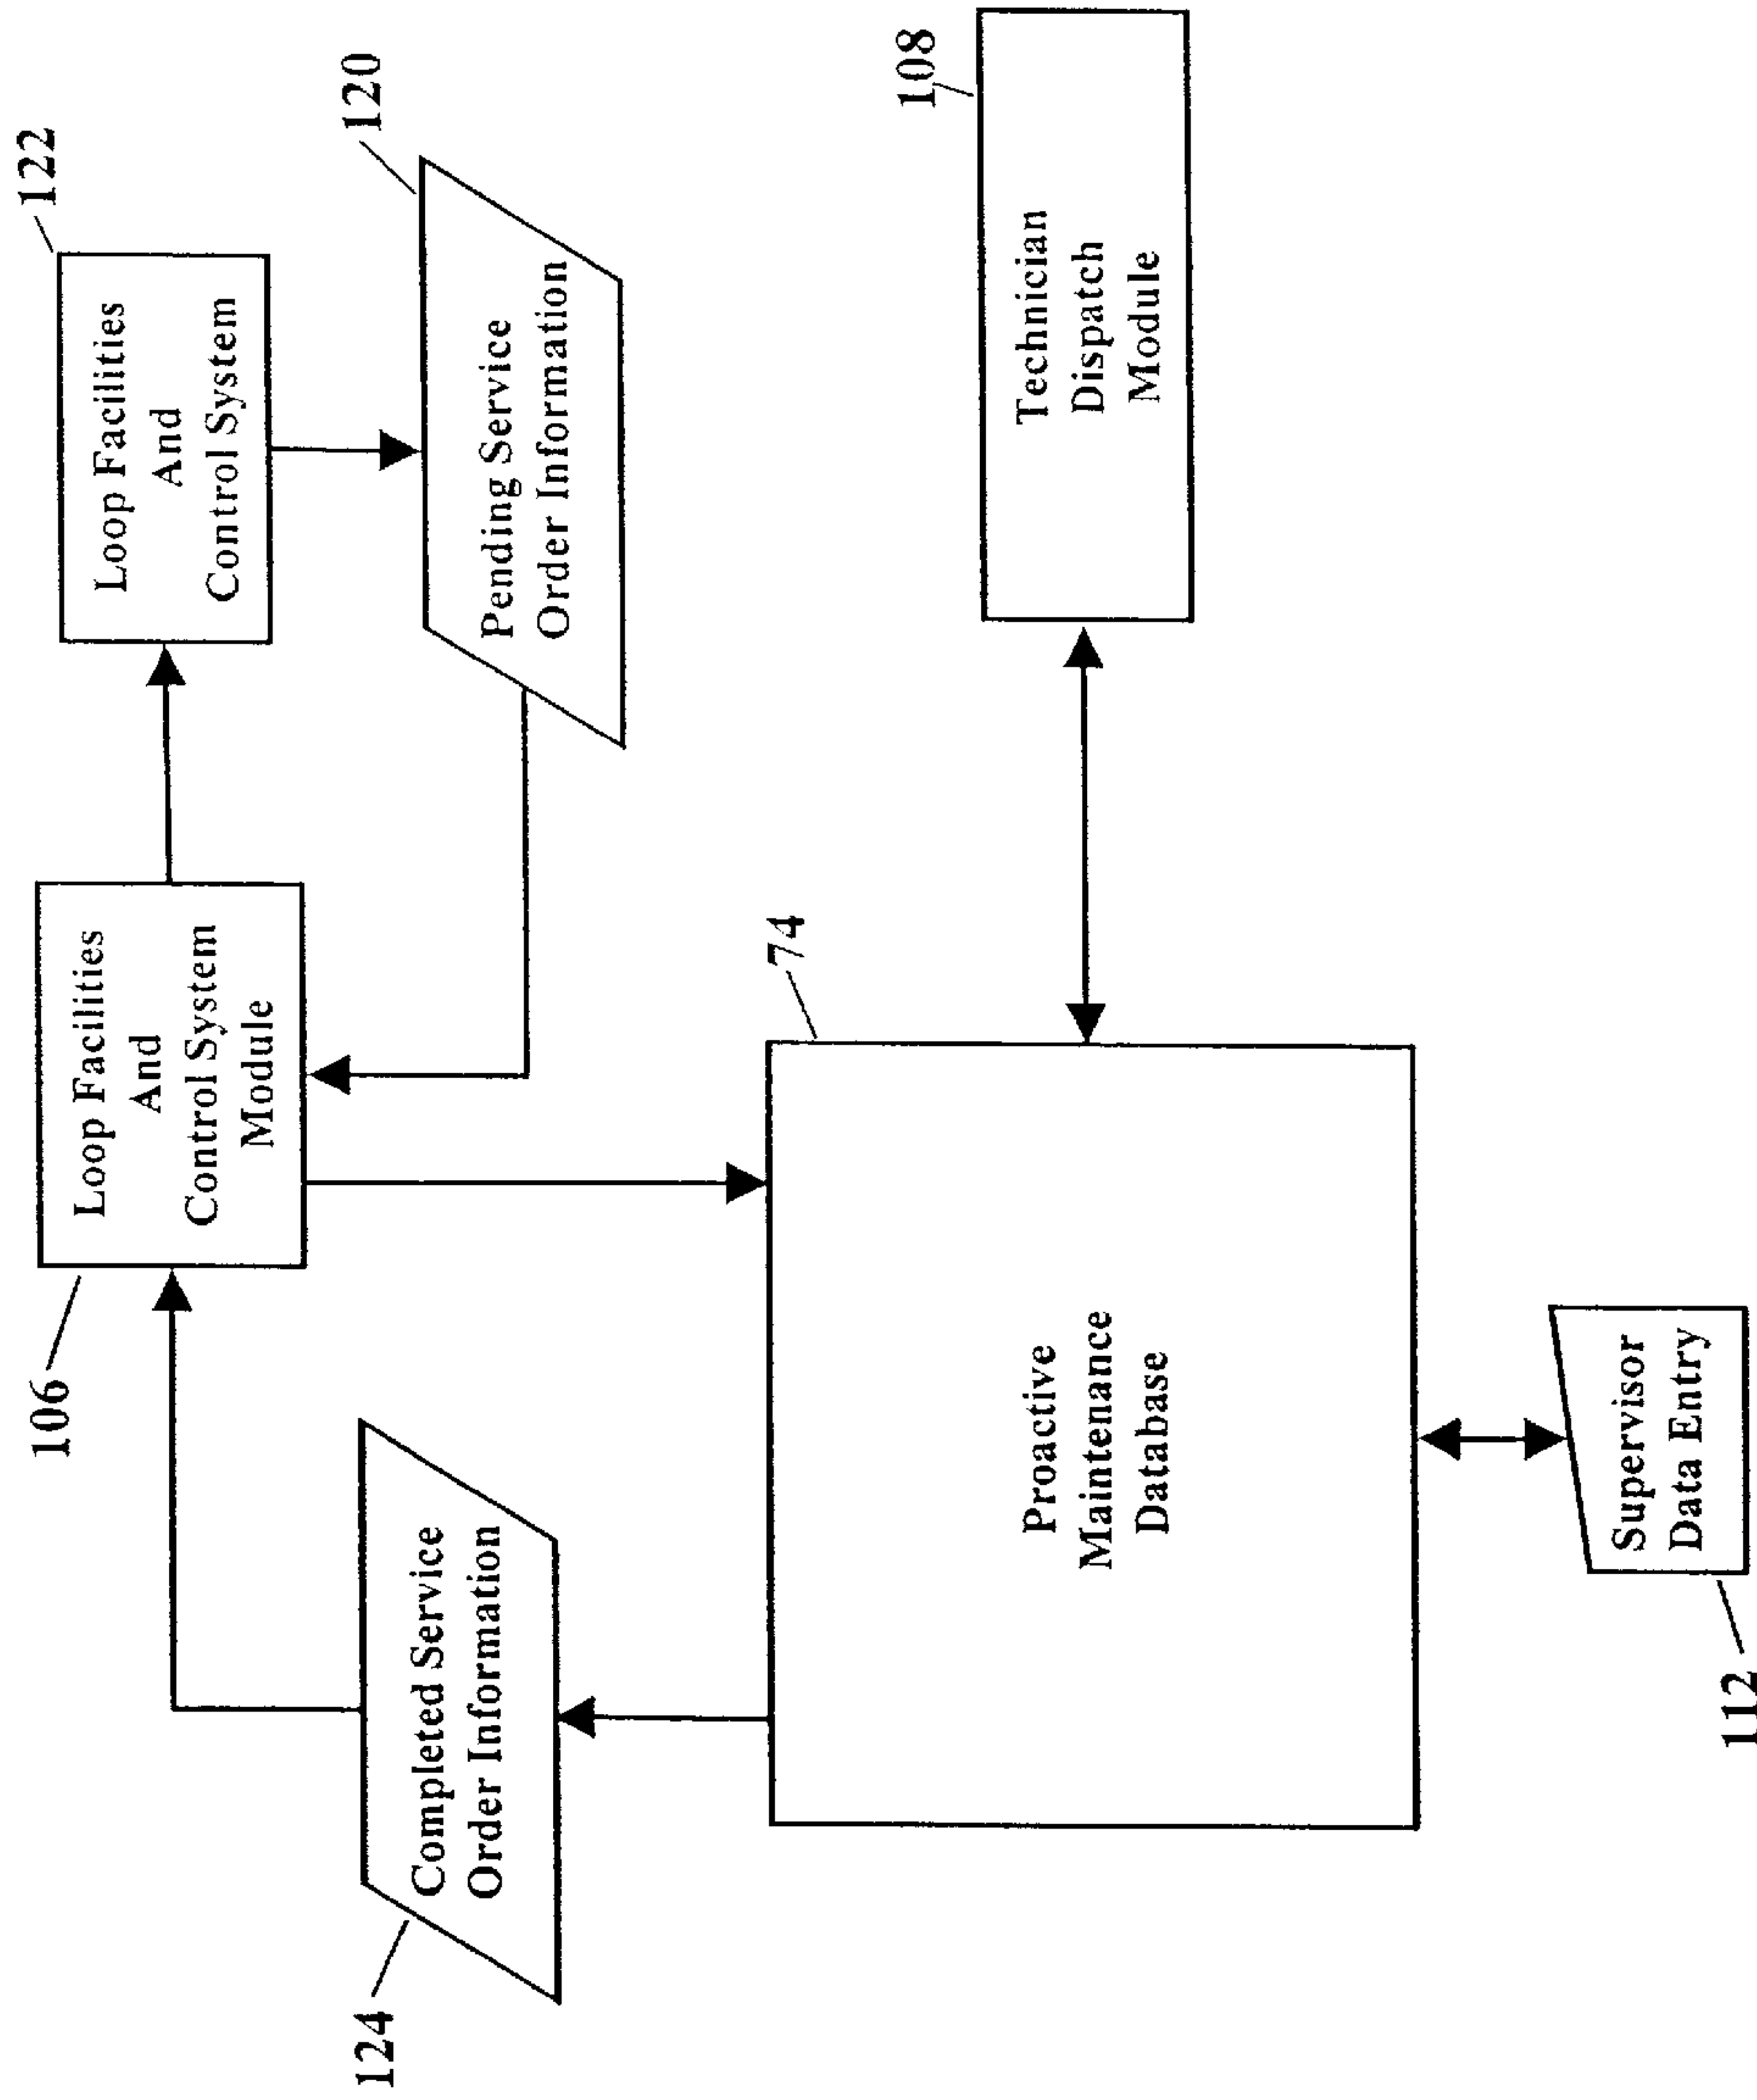 124
Completed Service
Order Information
106
Loop Facilities
And
Control System
Module
122
Loop Facilities
And
Control System
120
Pending Service
Order Information
74
Proactive
Maintenance
Database
108
Technician
Dispatch
Module
112
Supervisor
Data Entry